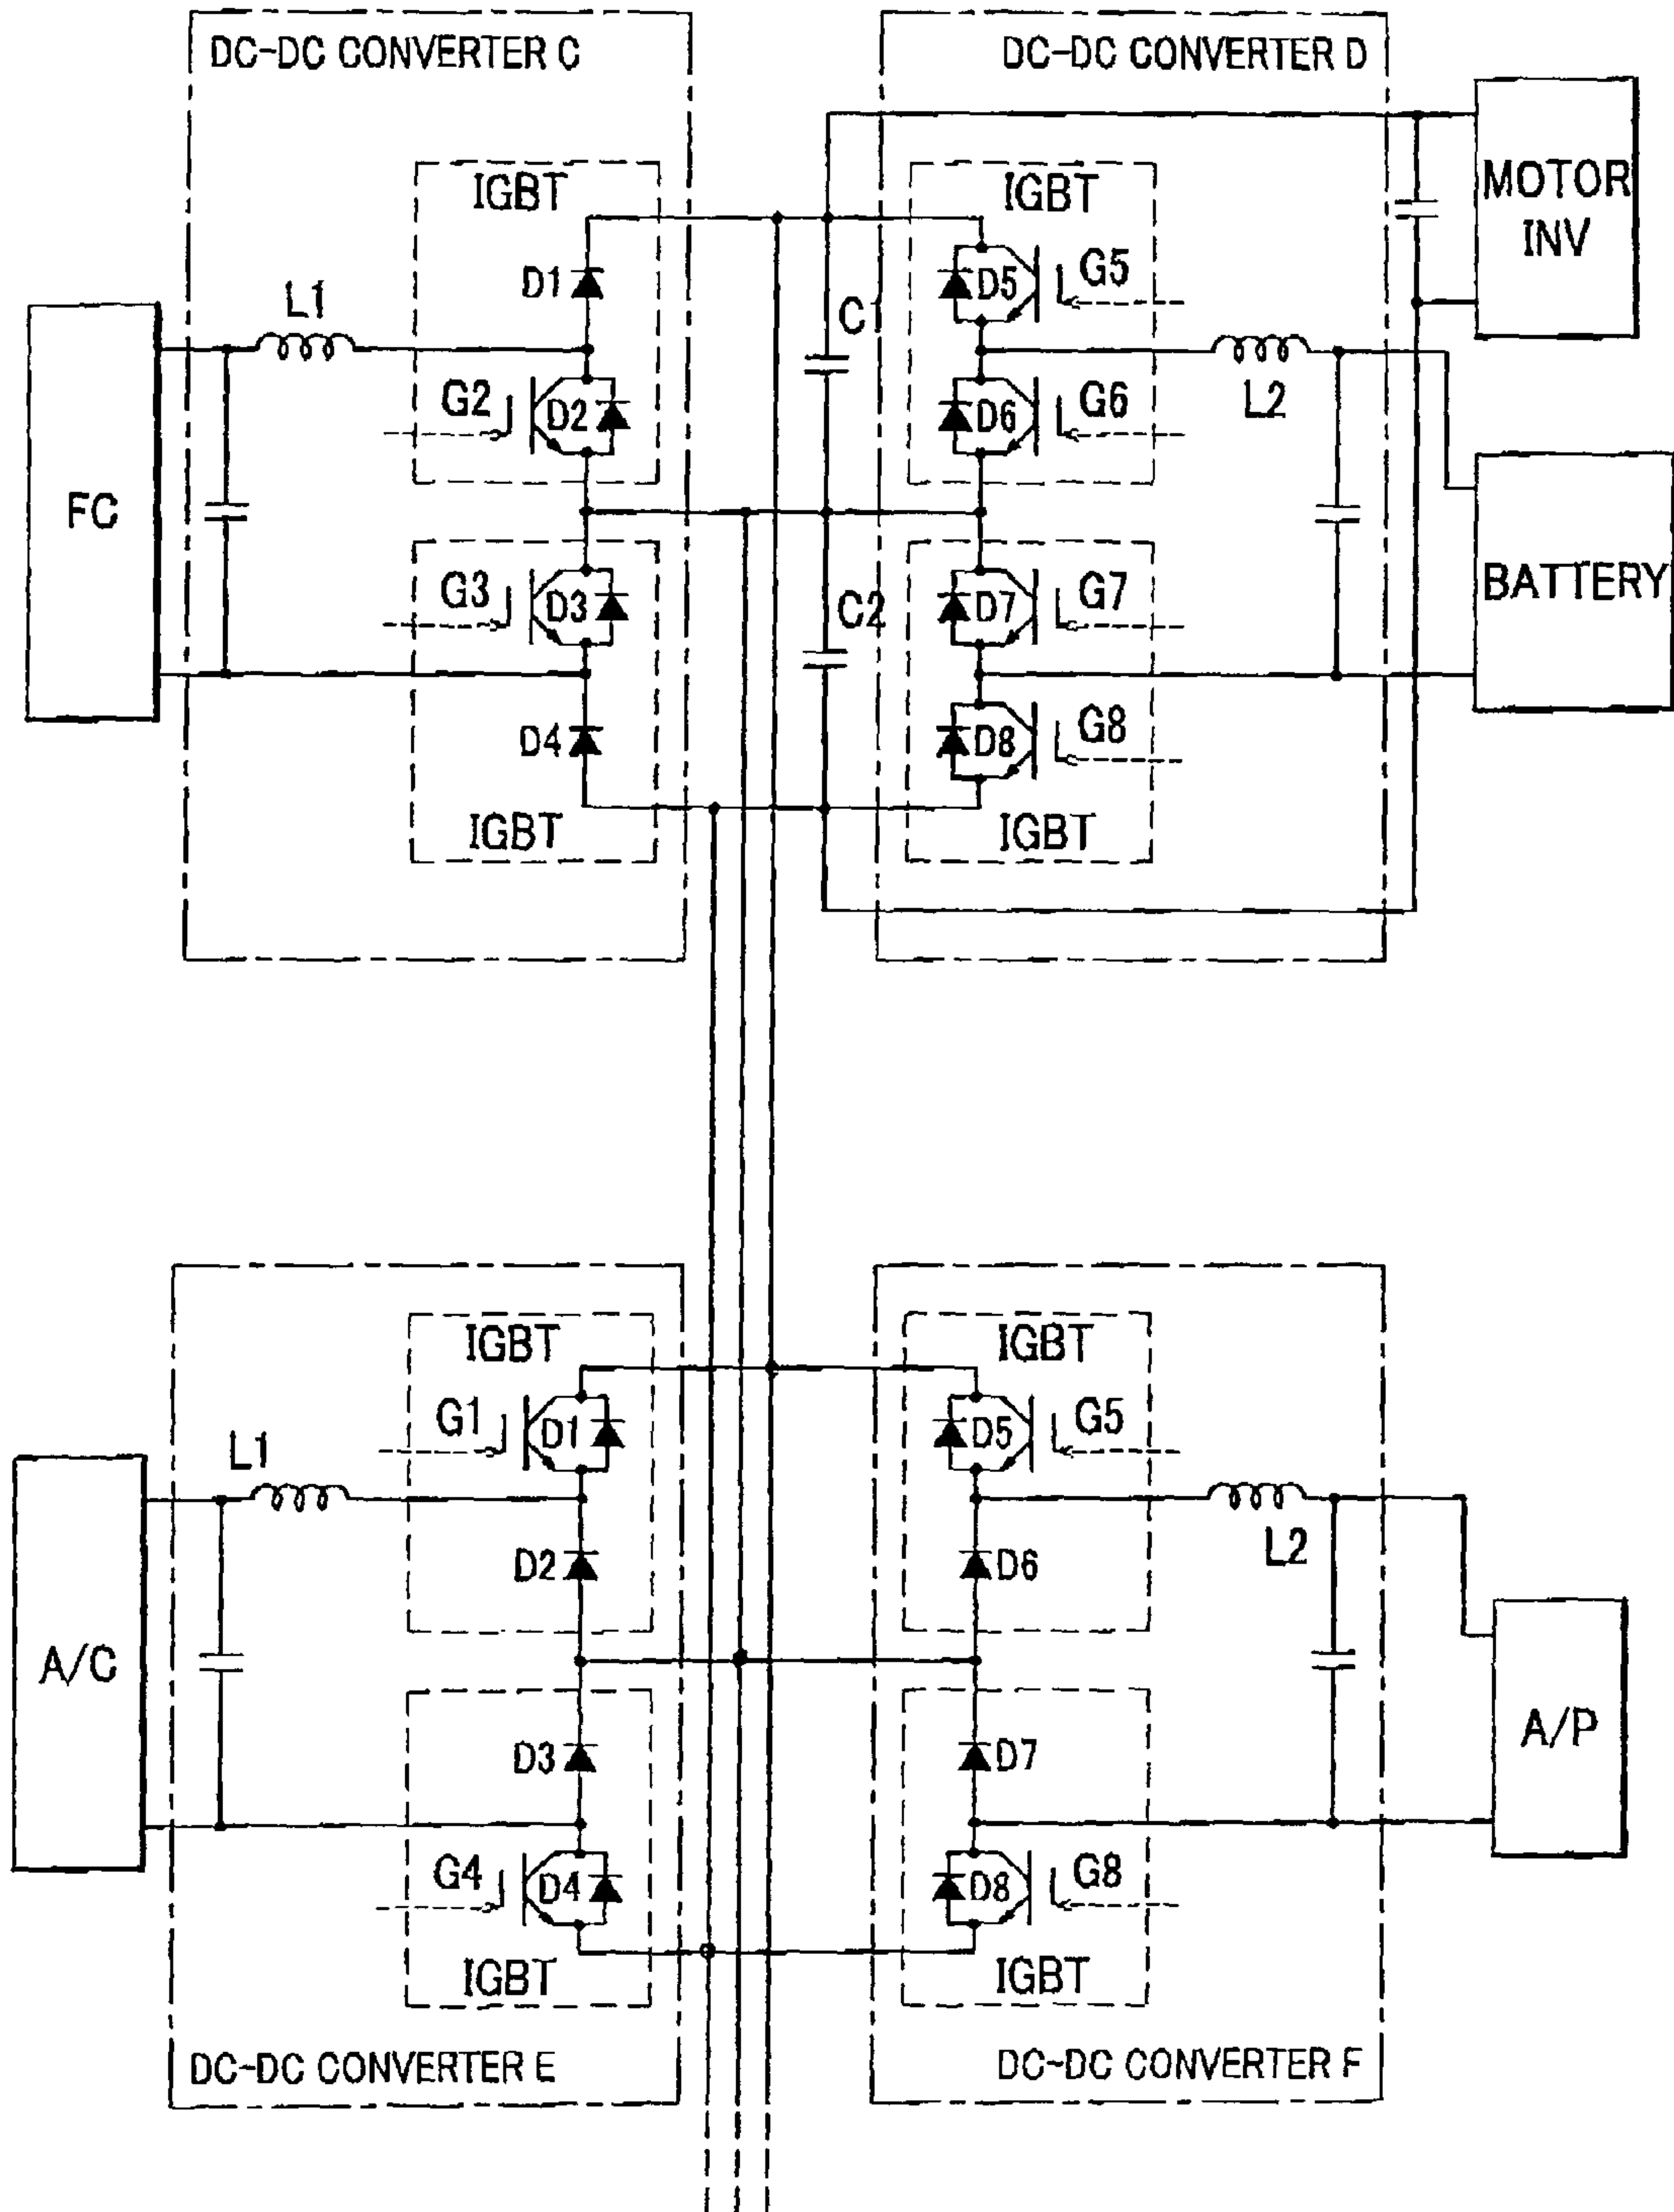 DC-DC CONVERTER C
DC-DC CONVERTER D
MOTOR
INV
IGBT
IGBT
D1
D5
G5
L1
C1
G2
D2
D6
G6
L2
FC
BATTERY
G3
D3
C2
D7
G7
D4
D8
G8
IGBT
IGBT
IGBT
IGBT
G1
D1
D5
G5
L1
L2
D2
D6
A/C
A/P
D3
D7
G4
D4
D8
G8
IGBT
IGBT
DC-DC CONVERTER E
DC-DC CONVERTER F